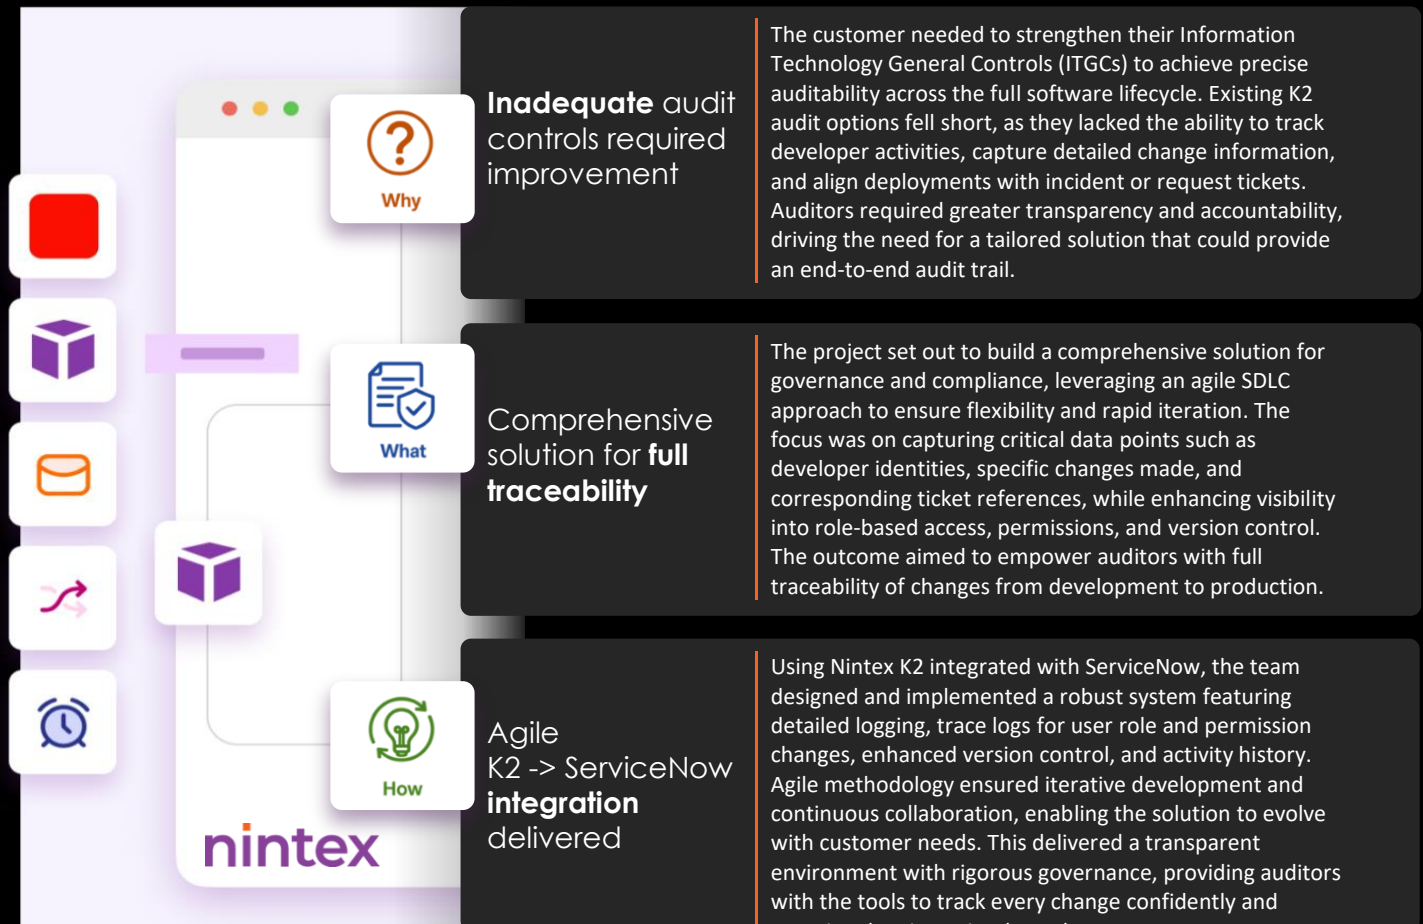 Why
Inadequate audit
controls required
improvement
The customer needed to strengthen their Information
Technology General Controls (ITGCs) to achieve precise
auditability across the full software lifecycle. Existing K2
audit options fell short, as they lacked the ability to track
developer activities, capture detailed change information,
and align deployments with incident or request tickets.
Auditors required greater transparency and accountability,
driving the need for a tailored solution that could provide
an end-to-end audit trail.
What
Comprehensive
solution for full
traceability
The project set out to build a comprehensive solution for
governance and compliance, leveraging an agile SDLC
approach to ensure flexibility and rapid iteration. The
focus was on capturing critical data points such as
developer identities, specific changes made, and
corresponding ticket references, while enhancing visibility
into role-based access, permissions, and version control.
The outcome aimed to empower auditors with full
traceability of changes from development to production.
How
Agile
K2 -> ServiceNow
integration
delivered
Using Nintex K2 integrated with ServiceNow, the team
designed and implemented a robust system featuring
detailed logging, trace logs for user role and permission
changes, enhanced version control, and activity history.
Agile methodology ensured iterative development and
continuous collaboration, enabling the solution to evolve
with customer needs. This delivered a transparent
environment with rigorous governance, providing auditors
with the tools to track every change confidently and
nintex